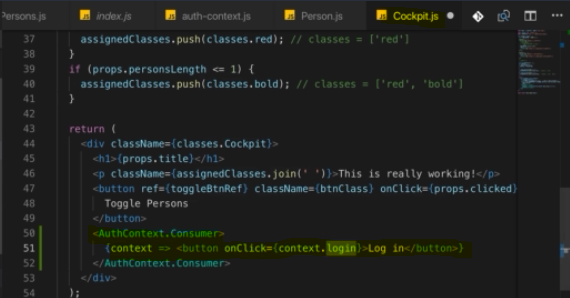 Persons.js index.js auth-context.js Person.js Cockpit.js
37 assignedClasses.push(classes.red); // classes = ['red']
38 }
39 if (props.personsLength <= 1) {
40 assignedClasses.push(classes.bold); // classes = ['red', 'bold']
41 }
42
43 return (
44 <div className={classes.Cockpit}>
45 <h1>{props.title}</h1>
46 <p className={assignedClasses.join(' ')}>This is really working!</p>
47 <button ref={toggleBtnRef} className={btnClass} onClick={props.clicked}
48 Toggle Persons
49 </button>
50 <AuthContext.Consumer>
51 {context => <button onClick={context.login}>Log in</button>}
52 </AuthContext.Consumer>
53 </div>
54 );